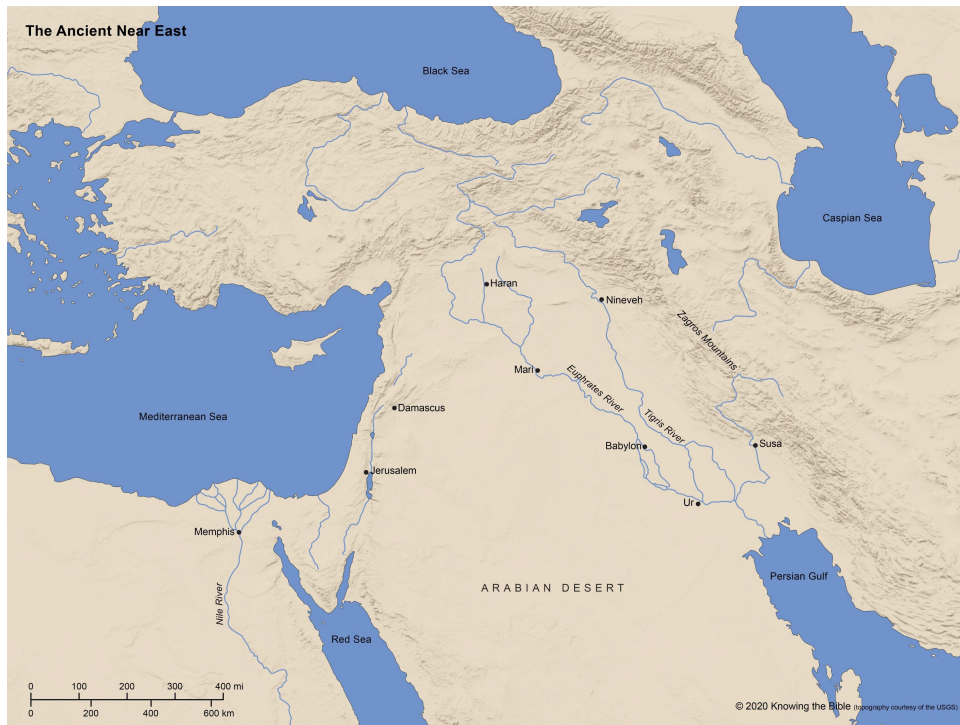 The Ancient Near East
Black Sea
Caspian Sea
Haran
Nineveh
Zagros Mountains
Mari
Euphrates River
Damascus
Mediterranean Sea
Tigris River
Babylon
Susa
Jerusalem
Ur
Memphis
Persian Gulf
ARABIAN DESERT
Nile River
Red Sea
0 100 200 300 400 mi
0 200 400 600 km
© 2020 Knowing the Bible (topography courtesy of the USGS)